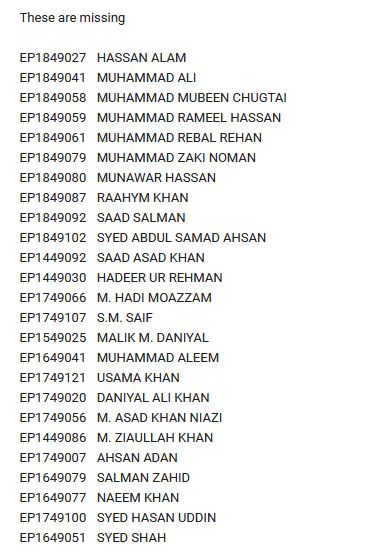 These are missing
EP1849027 HASSAN ALAM
EP1849041 MUHAMMAD ALI
EP1849058 MUHAMMAD MUBEEN CHUGTAI
EP1849059 MUHAMMAD RAMEEL HASSAN
EP1849061 MUHAMMAD REBAL REHAN
EP1849079 MUHAMMAD ZAKI NOMAN
EP1849080 MUNAWAR HASSAN
EP1849087 RAAHYM KHAN
EP1849092 SAAD SALMAN
EP1849102 SYED ABDUL SAMAD AHSAN
EP1449092 SAAD ASAD KHAN
EP1449030 HADEER UR REHMAN
EP1749066 M. HADI MOAZZAM
EP1749107 S.M. SAIF
EP1549025 MALIK M. DANIYAL
EP1649041 MUHAMMAD ALEEM
EP1749121 USAMA KHAN
EP1749020 DANIYAL ALI KHAN
EP1749056 M. ASAD KHAN NIAZI
EP1449086 M. ZIAULLAH KHAN
EP1749007 AHSAN ADAN
EP1649079 SALMAN ZAHID
EP1649077 NAEEM KHAN
EP1749100 SYED HASAN UDDIN
EP1649051 SYED SHAH